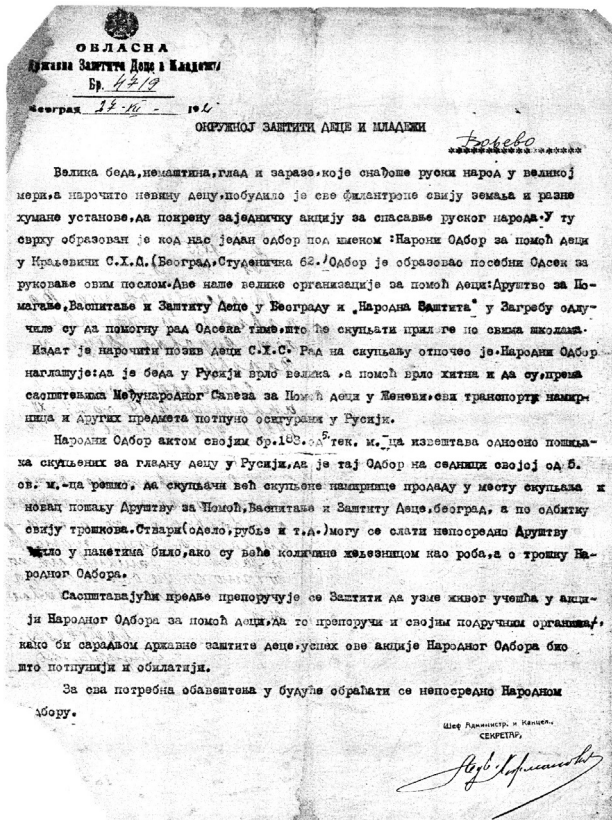 ОБЛАСНА
Државна Заштита Деце и Младежи
Бр. 4719
Београд 27-XII- 192
ОКРУЖНОЈ ЗАШТИТИ ДЕЦЕ И МЛАДЕЖИ
Велика беда,немаштина,глад и заразе,које снађоше руски народ у великој
мери,а нарочито невину децу,побудило је све филантропе свију земаља и разне
хумане установе,да покрену заједничку акцију за спасавање руског народа.У ту
сврху образован је код нас један одбор под именом :Нарони Одбор за помоћ деци
у Краљевини С.Х.С.(Београд,Студеничка 62.)Одбор је образовао посебни Одсек за
руковање овим послом.Две наше велике организације за помоћ деци:Друштво за По-
магање,Васпитање и Заштиту Деце у Београду и „Народна Заштита" у Загребу одлу-
чиле су да помогну рад Одсека тиме,што ће скупљати прил ге по свима школама.
Издат је нарочити позив деци С.Х.С. Рад на скупљању отпочео је.Народни Одбор
наглашује:да је беда у Русији врло велика ,а помоћ врло хитна и да су,према
саопштењима Међународног Савеза за Помоћ деци у Женеви,сви транспорти намир-
ница и других предмета потпуно осигурани у Русији.
Народни Одбор актом својим бр.183.од 5 тек. м.-ца извештава односно пошиља-
ка скупљених за гладну децу у Русији,да је тај Одбор на седници својој од 6.
ов. м.-ца решио, да скупљачи већ скупљене намирнице продаду у месту скупљања и
новац пошаљу Друштву за Помоћ,Васпитање и Заштиту Деце,београд, а по одбитку
свију трошкова.Ствари(одело,рубље и т.д.)могу се слати непосредно Друштву
било у пакетима било,ако су веће количине жељезницом као роба,а о трошку На-
родног Одбора.
Саопштавајући предње препоручује се Заштити да узме живог учешћа у акци-
ји Народног Одбора за помоћ деци,да то препоручи и својим подручним органима,
како би сарадњом државне заштите деце,успех ове акције Народног Одбора био
што потпунији и обилатији.
За сва потребна обавештења у будуће обраћати се непосредно Народном
дбору.
Шеф Администр. и Канцел.,
СЕКРЕТАР,